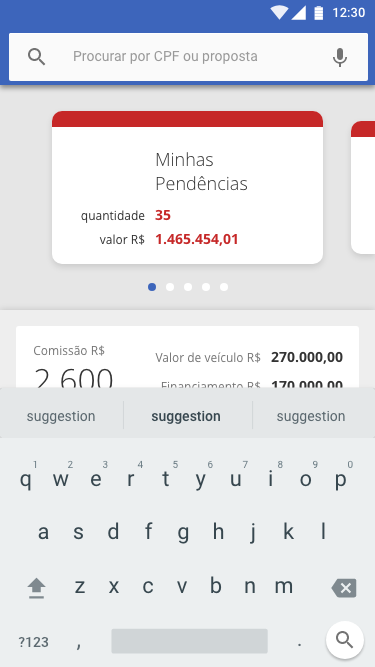 12:30
Procurar por CPF ou proposta
Minhas
Pendências
quantidade 35
valor R$ 1.465.454,01
Comissão R$
2.600
Valor de veículo R$ 270.000,00
Financiamento R$ 170.000,00
suggestion suggestion suggestion
1 2 3 4 5 6 7 8 9 0
q w e r t y u i o p
a s d f g h j k l
z x c v b n m
?123 , .